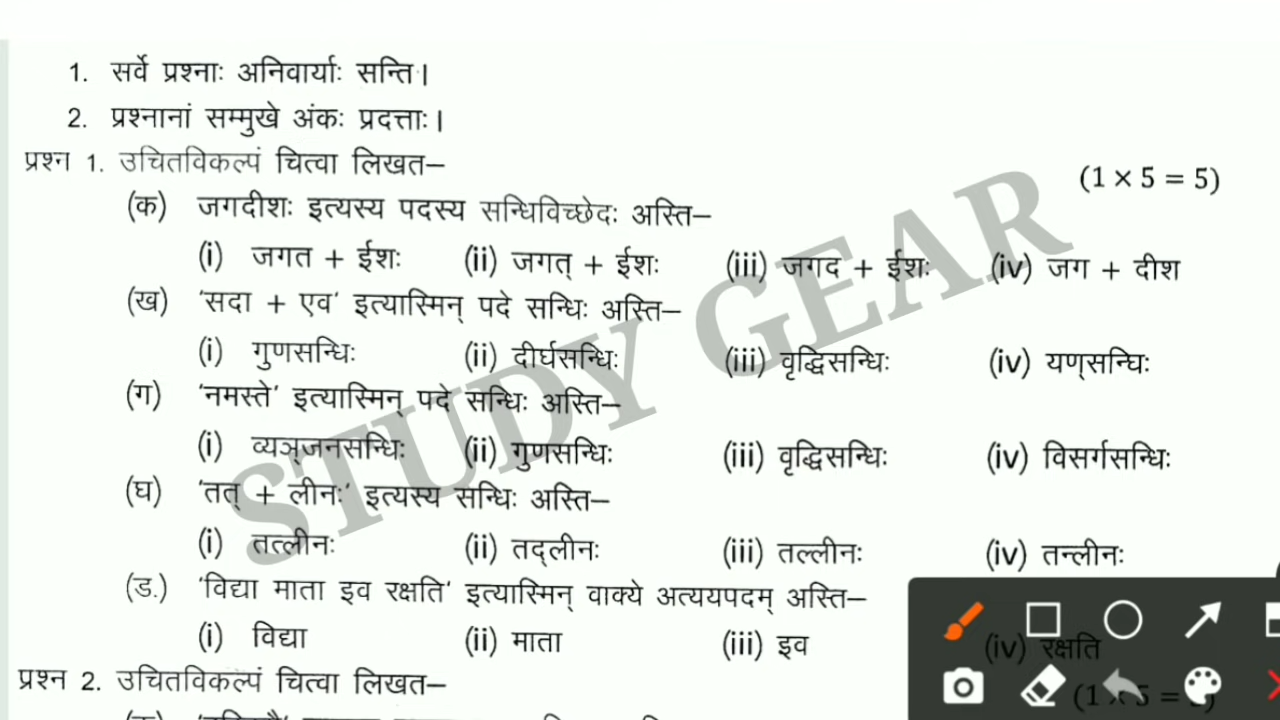 1. सर्वे प्रश्नाः अनिवार्याः सन्ति।
2. प्रश्नानां सम्मुखे अंकः प्रदत्ताः।
प्रश्न 1. उचितविकल्पं चित्वा लिखत–
(1 × 5 = 5)
(क) जगदीशः इत्यस्य पदस्य सन्धिविच्छेदः अस्ति–
(i) जगत + ईशः (ii) जगत् + ईशः (iii) जगद + ईशः (iv) जग + दीश
(ख) 'सदा + एव' इत्यास्मिन् पदे सन्धिः अस्ति–
(i) गुणसन्धिः (ii) दीर्घसन्धिः (iii) वृद्धिसन्धिः (iv) यण्सन्घिः
(ग) 'नमस्ते' इत्यास्मिन् पदे सन्धिः अस्ति–
(i) व्यञ्जनसन्धिः (ii) गुणसन्धिः (iii) वृद्धिसन्धिः (iv) विसर्गसन्धिः
(घ) 'तत् + लीनः' इत्यस्य सन्धिः अस्ति–
(i) तत्लीनः (ii) तद्लीनः (iii) तल्लीनः (iv) तन्लीनः
(ड.) 'विद्या माता इव रक्षति' इत्यास्मिन् वाक्ये अत्ययपदम् अस्ति–
(i) विद्या (ii) माता (iii) इव (iv) रक्षति
प्रश्न 2. उचितविकल्पं चित्वा लिखत–
(1 × 5 =
STUDY GEAR